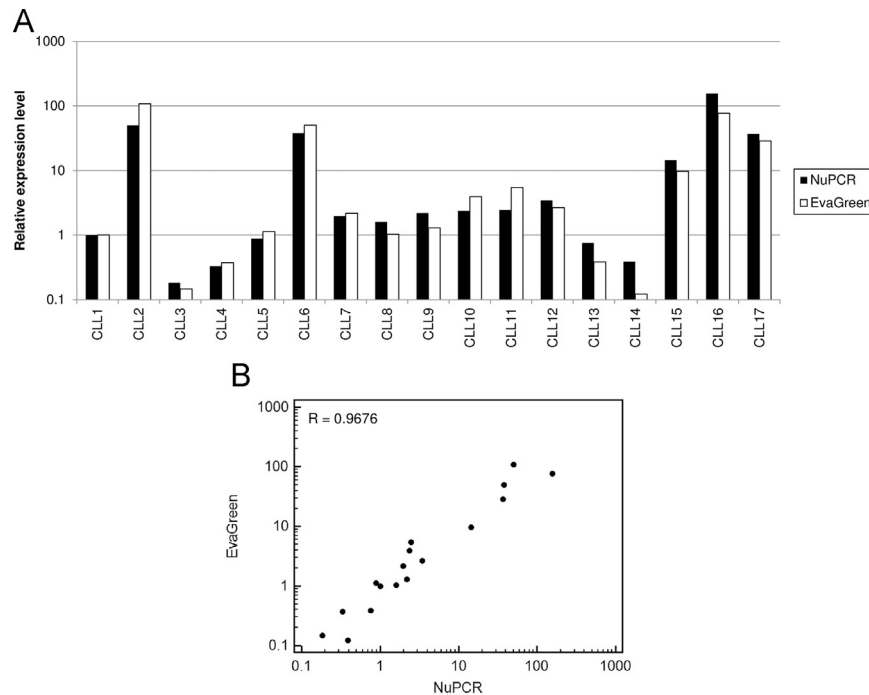 A
Relative expression level
1000
100
10
1
0.1
CLL1
CLL2
CLL3
CLL4
CLL5
CLL6
CLL7
CLL8
CLL9
CLL10
CLL11
CLL12
CLL13
CLL14
CLL15
CLL16
CLL17
NuPCR
EvaGreen
B
R = 0.9676
EvaGreen
1000
100
10
1
0.1
0.1 1 10 100 1000
NuPCR